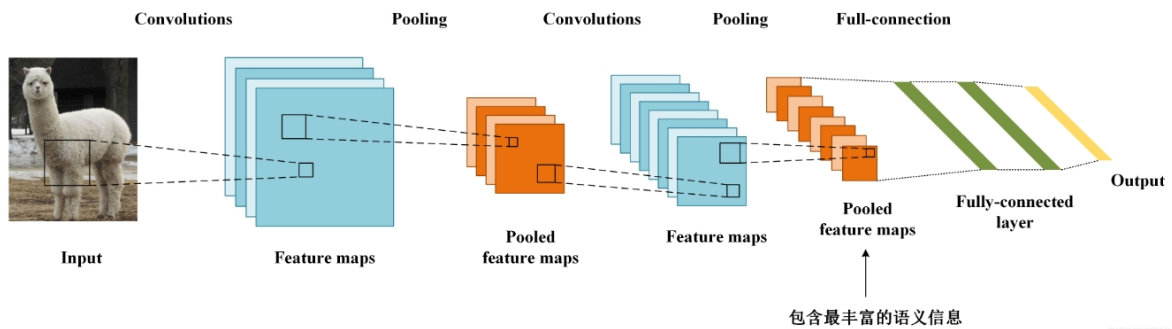 Convolutions Pooling Convolutions Pooling Full-connection
Output
Input
Feature maps
Pooled
feature maps
Feature maps
Pooled
feature maps
Fully-connected
layer
包含最丰富的语义信息